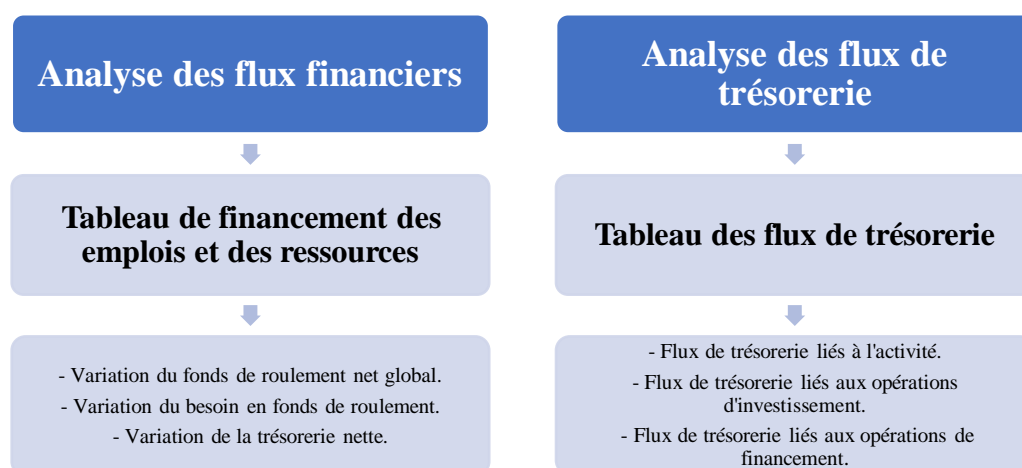 Analyse des flux financiers
Tableau de financement des
emplois et des ressources
- Variation du fonds de roulement net global.
- Variation du besoin en fonds de roulement.
- Variation de la trésorerie nette.
Analyse des flux de
trésorerie
Tableau des flux de trésorerie
- Flux de trésorerie liés à l'activité.
- Flux de trésorerie liés aux opérations
d'investissement.
- Flux de trésorerie liés aux opérations de
financement.